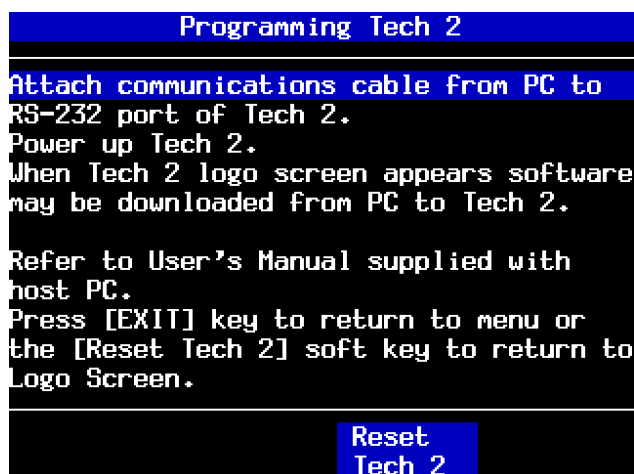 Programming Tech 2
Attach communications cable from PC to
RS-232 port of Tech 2.
Power up Tech 2.
When Tech 2 logo screen appears software
may be downloaded from PC to Tech 2.
Refer to User's Manual supplied with
host PC.
Press [EXIT] key to return to menu or
the [Reset Tech 2] soft key to return to
Logo Screen.
Reset
Tech 2